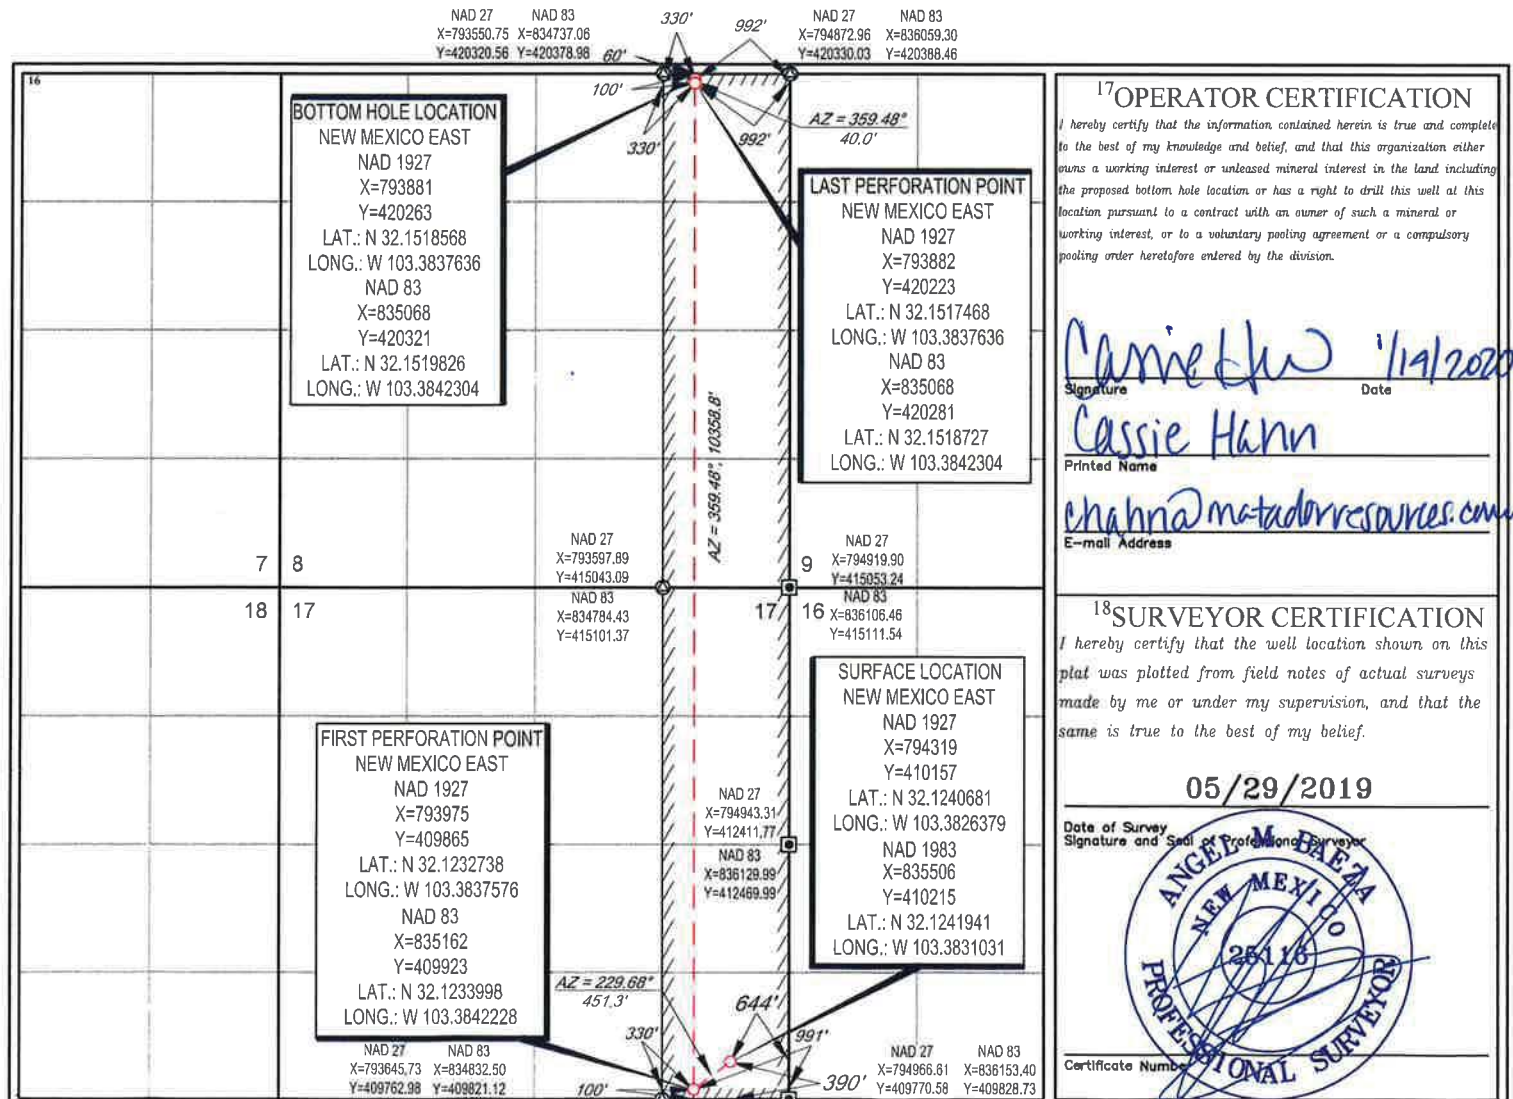 NAD 27 NAD 83
X=793550.75 X=834737.06
Y=420320.56 Y=420378.98
60'
330'
992'
NAD 27 NAD 83
X=794872.96 X=836059.30
Y=420330.03 Y=420388.46
16
100'
330'
992'
AZ = 359.48°
40.0'
BOTTOM HOLE LOCATION
NEW MEXICO EAST
NAD 1927
X=793881
Y=420263
LAT.: N 32.1518568
LONG.: W 103.3837636
NAD 83
X=835068
Y=420321
LAT.: N 32.1519826
LONG.: W 103.3842304
LAST PERFORATION POINT
NEW MEXICO EAST
NAD 1927
X=793882
Y=420223
LAT.: N 32.1517468
LONG.: W 103.3837636
NAD 83
X=835068
Y=420281
LAT.: N 32.1518727
LONG.: W 103.3842304
AZ = 359.48°, 10358.8'
7 8
18 17
NAD 27
X=793597.89
Y=415043.09
NAD 83
X=834784.43
Y=415101.37
9
17 16
NAD 27
X=794919.90
Y=415053.24
NAD 83
X=836106.46
Y=415111.54
SURFACE LOCATION
NEW MEXICO EAST
NAD 1927
X=794319
Y=410157
LAT.: N 32.1240681
LONG.: W 103.3826379
NAD 1983
X=835506
Y=410215
LAT.: N 32.1241941
LONG.: W 103.3831031
FIRST PERFORATION POINT
NEW MEXICO EAST
NAD 1927
X=793975
Y=409865
LAT.: N 32.1232738
LONG.: W 103.3837576
NAD 83
X=835162
Y=409923
LAT.: N 32.1233998
LONG.: W 103.3842228
NAD 27
X=794943.31
Y=412411.77
NAD 83
X=836129.99
Y=412469.99
AZ = 229.68°
451.3'
644'
330'
991'
390'
100'
NAD 27 NAD 83
X=793645.73 X=834832.50
Y=409762.98 Y=409821.12
NAD 27 NAD 83
X=794966.61 X=836153.40
Y=409770.58 Y=409828.73
17OPERATOR CERTIFICATION
I hereby certify that the information contained herein is true and complete
to the best of my knowledge and belief, and that this organization either
owns a working interest or unleased mineral interest in the land including
the proposed bottom hole location or has a right to drill this well at this
location pursuant to a contract with an owner of such a mineral or
working interest, or to a voluntary pooling agreement or a compulsory
pooling order heretofore entered by the division.
1/14/2020
Signature Date
Cassie Hahn
Printed Name
chahn@matadorresources.com
E-mail Address
18SURVEYOR CERTIFICATION
I hereby certify that the well location shown on this
plat was plotted from field notes of actual surveys
made by me or under my supervision, and that the
same is true to the best of my belief.
05/29/2019
Date of Survey
Signature and Seal of Professional Surveyor
ANGEL M. BAEZA
NEW MEXICO
25116
PROFESSIONAL SURVEYOR
Certificate Number